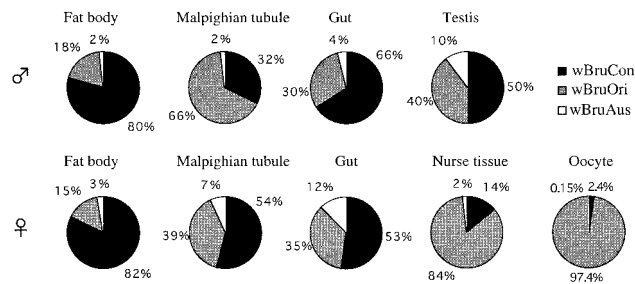 Fat body Malpighian tubule Gut Testis
2% 2% 4% 10%
18% 32% 66%
♂ 30% 40% 50%
66% 80%
wBruCon
wBruOri
wBruAus
Fat body Malpighian tubule Gut Nurse tissue Oocyte
3% 7% 12% 2% 14% 0.15% 2.4%
15% 54%
♀ 39% 35% 53%
82% 84% 97.4%